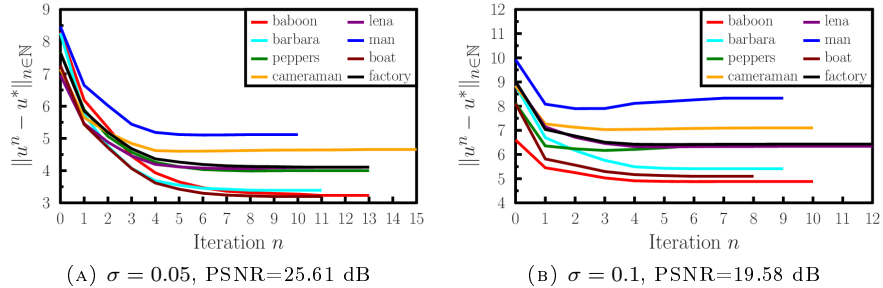 9
8
7
6
5
4
3
0 1 2 3 4 5 6 7 8 9 10 11 12 13 14 15
‖uⁿ − u*‖ₙ∈ℕ
Iteration n
baboon lena
barbara man
peppers boat
cameraman factory
(A) σ = 0.05, PSNR=25.61 dB
12
11
10
9
8
7
6
5
4
0 1 2 3 4 5 6 7 8 9 10 11 12
‖uⁿ − u*‖ₙ∈ℕ
Iteration n
baboon lena
barbara man
peppers boat
cameraman factory
(B) σ = 0.1, PSNR=19.58 dB